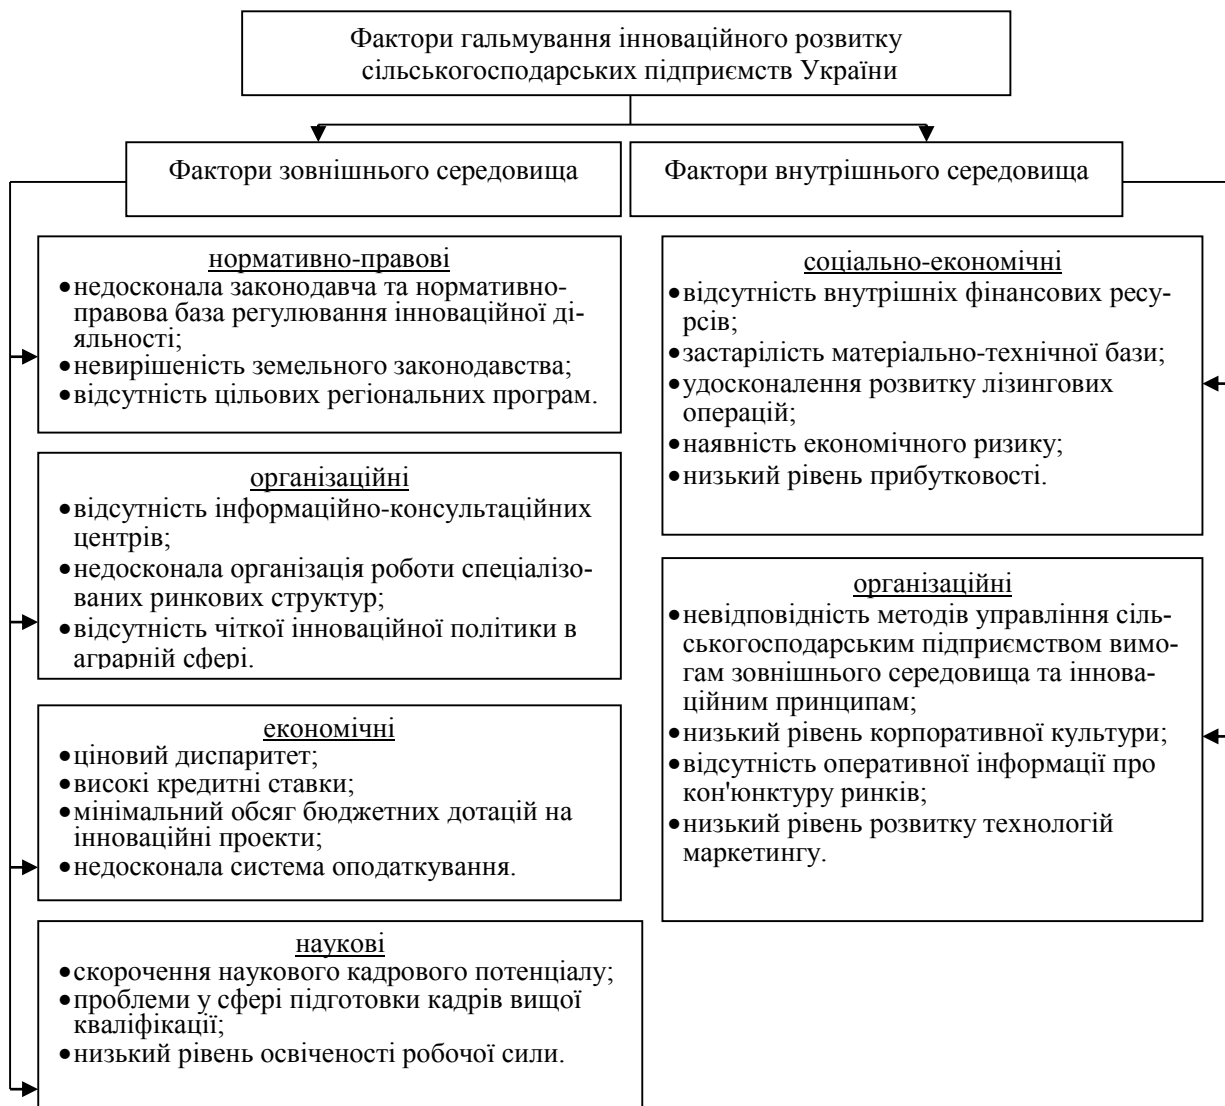 Фактори гальмування інноваційного розвитку
сільськогосподарських підприємств України
Фактори зовнішнього середовища
Фактори внутрішнього середовища
нормативно-правові
•недосконала законодавча та нормативно-
правова база регулювання інноваційної ді-
яльності;
•невирішеність земельного законодавства;
•відсутність цільових регіональних програм.
організаційні
•відсутність інформаційно-консультаційних
центрів;
•недосконала організація роботи спеціалізо-
ованих ринкових структур;
•відсутність чіткої інноваційної політики в
аграрній сфері.
економічні
•ціновий диспаритет;
•високі кредитні ставки;
•мінімальний обсяг бюджетних дотацій на
інноваційні проекти;
•недосконала система оподаткування.
наукові
•скорочення наукового кадрового потенціалу;
•проблеми у сфері підготовки кадрів вищої
кваліфікації;
•низький рівень освіченості робочої сили.
соціально-економічні
•відсутність внутрішніх фінансових ресу-
рсів;
•застарілість матеріально-технічної бази;
•удосконалення розвитку лізингових
операцій;
•наявність економічного ризику;
•низький рівень прибутковості.
організаційні
•невідповідність методів управління сіль-
ськогосподарським підприємством вимо-
гам зовнішнього середовища та іннова-
ційним принципам;
•низький рівень корпоративної культури;
•відсутність оперативної інформації про
кон'юнктуру ринків;
•низький рівень розвитку технологій
маркетингу.